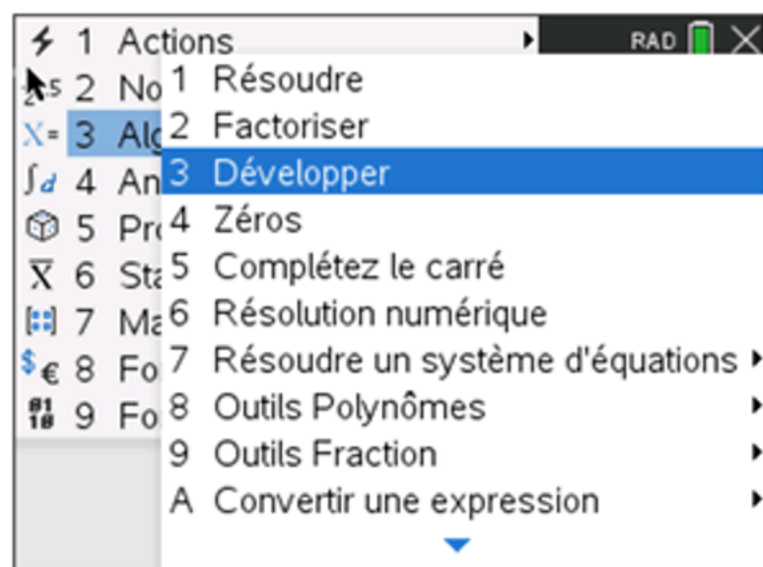 1 Actions
RAD
2 No
3 Alg
4 An
5 Pro
6 Sta
7 Ma
8 Fo
9 Fo
1 Résoudre
2 Factoriser
3 Développer
4 Zéros
5 Complétez le carré
6 Résolution numérique
7 Résoudre un système d'équations
8 Outils Polynômes
9 Outils Fraction
A Convertir une expression